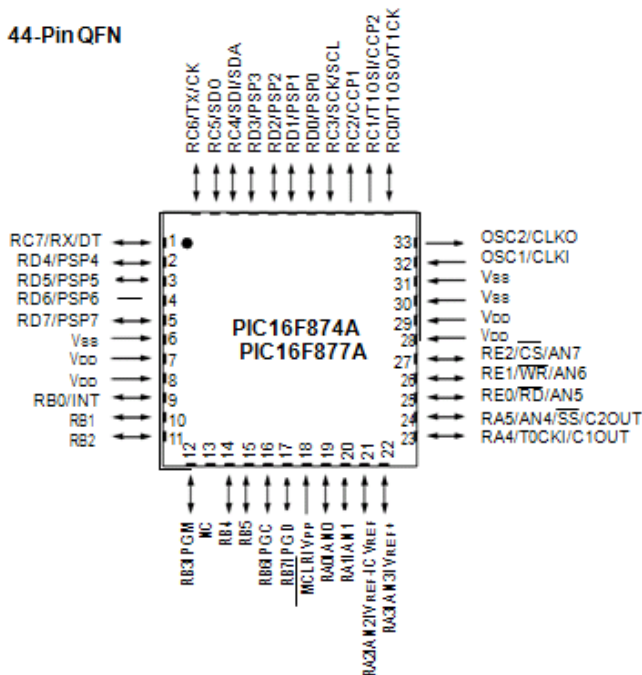 44-Pin QFN
RC6/TX/CK
RC5/SDO
RC4/SDI/SDA
RD3/PSP3
RD2/PSP2
RD1/PSP1
RD0/PSP0
RC3/SCK/SCL
RC2/CCP1
RC1/T1OSI/CCP2
RC0/T1OSO/T1CK
RC7/RX/DT 1
RD4/PSP4 2
RD5/PSP5 3
RD6/PSP6 4
RD7/PSP7 5
VSS 6
VDD 7
VDD 8
RB0/INT 9
RB1 10
RB2 11
PIC16F874A
PIC16F877A
33 OSC2/CLKO
32 OSC1/CLKI
31 VSS
30 VSS
29 VDD
28 VDD
27 RE2/CS/AN7
26 RE1/WR/AN6
25 RE0/RD/AN5
24 RA5/AN4/SS/C2OUT
23 RA4/T0CKI/C1OUT
12 RB3/PGM
13 NC
14 RB4
15 RB5
16 RB6/PGC
17 RB7/PGD
18 MCLR/VPP
19 RA0/AN0
20 RA1/AN1
21 RA2/AN2/VREF-/CVREF
22 RA3/AN3/VREF+